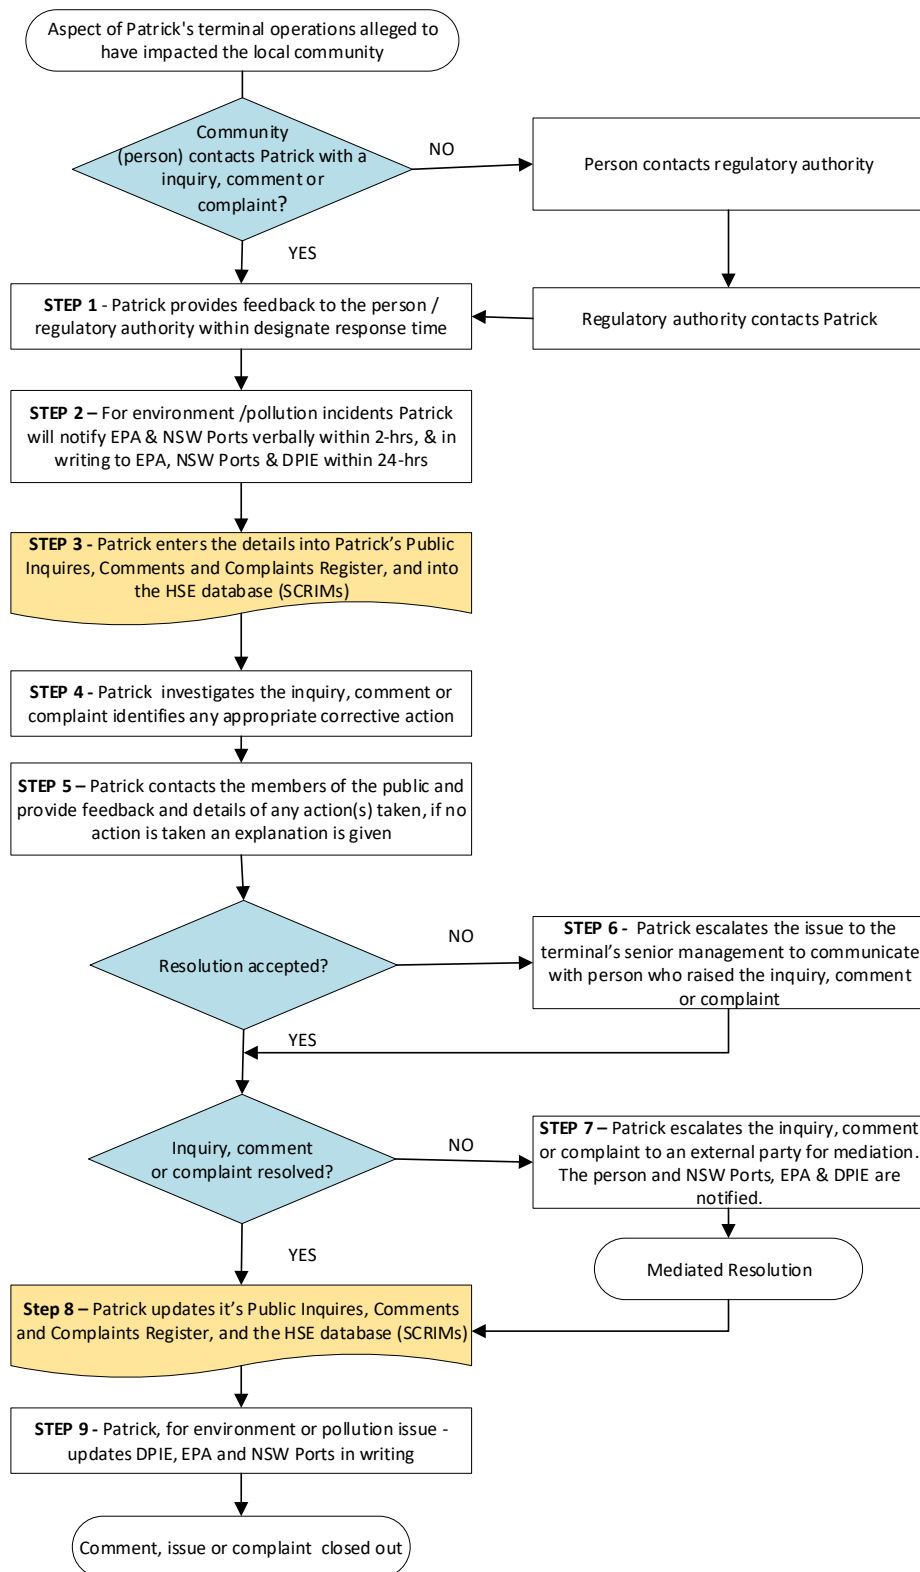 Aspect of Patrick's terminal operations alleged to
have impacted the local community
Community
(person) contacts Patrick with a
inquiry, comment or
complaint?
NO
Person contacts regulatory authority
YES
STEP 1 - Patrick provides feedback to the person /
regulatory authority within designate response time
Regulatory authority contacts Patrick
STEP 2 – For environment /pollution incidents Patrick
will notify EPA & NSW Ports verbally within 2-hrs, & in
writing to EPA, NSW Ports & DPIE within 24-hrs
STEP 3 - Patrick enters the details into Patrick's Public
Inquires, Comments and Complaints Register, and into
the HSE database (SCRIMs)
STEP 4 - Patrick investigates the inquiry, comment or
complaint identifies any appropriate corrective action
STEP 5 – Patrick contacts the members of the public and
provide feedback and details of any action(s) taken, if no
action is taken an explanation is given
Resolution accepted?
NO
STEP 6 - Patrick escalates the issue to the
terminal's senior management to communicate
with person who raised the inquiry, comment
or complaint
YES
Inquiry, comment
or complaint resolved?
NO
STEP 7 – Patrick escalates the inquiry, comment
or complaint to an external party for mediation.
The person and NSW Ports, EPA & DPIE are
notified.
YES
Mediated Resolution
Step 8 – Patrick updates it's Public Inquires, Comments
and Complaints Register, and the HSE database (SCRIMs)
STEP 9 - Patrick, for environment or pollution issue -
updates DPIE, EPA and NSW Ports in writing
Comment, issue or complaint closed out